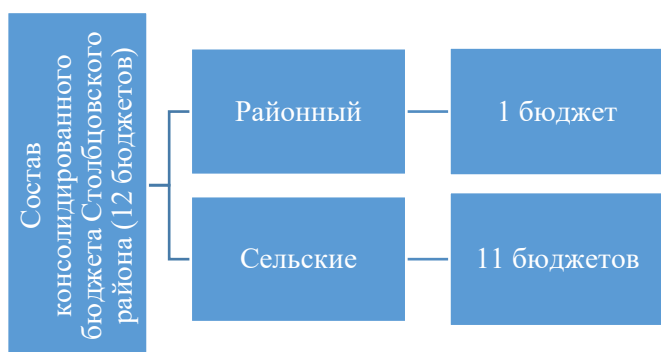 Состав
консолидированного
бюджета Столбцовского
района (12 бюджетов)
Районный
1 бюджет
Сельские
11 бюджетов